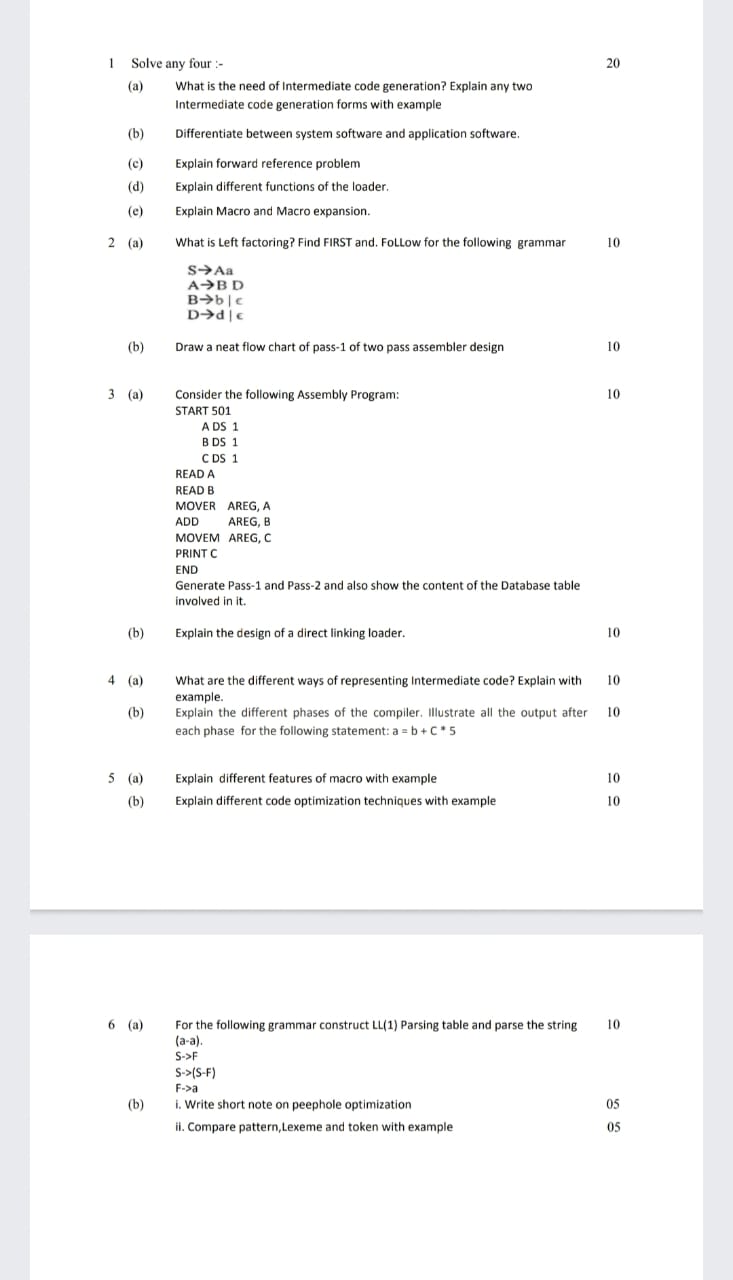 1 Solve any four :- 20
(a) What is the need of Intermediate code generation? Explain any two
Intermediate code generation forms with example
(b) Differentiate between system software and application software.
(c) Explain forward reference problem
(d) Explain different functions of the loader.
(e) Explain Macro and Macro expansion.
2 (a) What is Left factoring? Find FIRST and. FoLLow for the following grammar 10
S→Aa
A→B D
B→b|ϵ
D→d|ϵ
(b) Draw a neat flow chart of pass-1 of two pass assembler design 10
3 (a) Consider the following Assembly Program: 10
START 501
A DS 1
B DS 1
C DS 1
READ A
READ B
MOVER AREG, A
ADD AREG, B
MOVEM AREG, C
PRINT C
END
Generate Pass-1 and Pass-2 and also show the content of the Database table
involved in it.
(b) Explain the design of a direct linking loader. 10
4 (a) What are the different ways of representing Intermediate code? Explain with 10
example.
(b) Explain the different phases of the compiler. Illustrate all the output after 10
each phase for the following statement: a = b + C * 5
5 (a) Explain different features of macro with example 10
(b) Explain different code optimization techniques with example 10
6 (a) For the following grammar construct LL(1) Parsing table and parse the string 10
(a-a).
S->F
S->(S-F)
F->a
(b) i. Write short note on peephole optimization 05
ii. Compare pattern,Lexeme and token with example 05